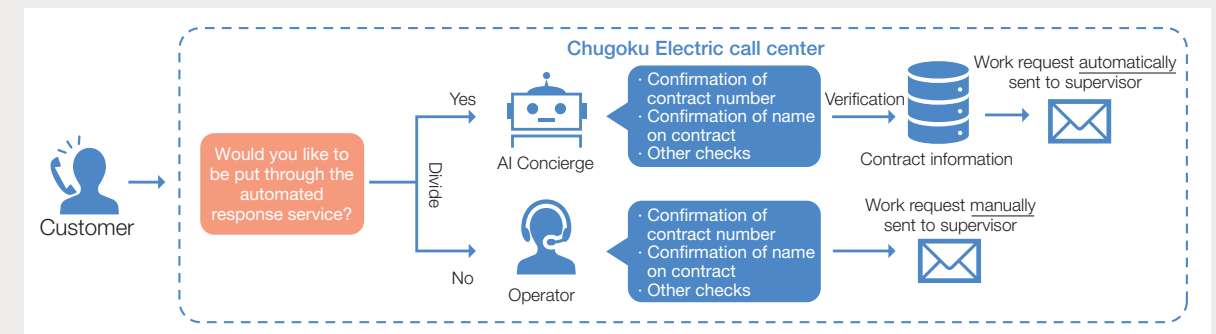 Chugoku Electric call center
Customer
Would you like to
be put through the
automated
response service?
Divide
Yes
AI Concierge
· Confirmation of
contract number
· Confirmation of name
on contract
· Other checks
Verification
Contract information
Work request automatically
sent to supervisor
No
Operator
· Confirmation of
contract number
· Confirmation of name
on contract
· Other checks
Work request manually
sent to supervisor